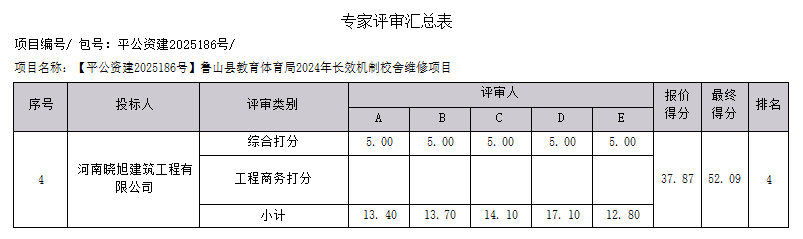 专家评审汇总表
项目编号/ 包号: 平公资建2025186号/
项目名称: 【平公资建2025186号】鲁山县教育体育局2024年长效机制校舍维修项目
序号 投标人 评审类别 评审人 报价得分 最终得分 排名
A B C D E
4 河南晓旭建筑工程有限公司 综合打分 5.00 5.00 5.00 5.00 5.00 37.87 52.09 4
工程商务打分
小计 13.40 13.70 14.10 17.10 12.80